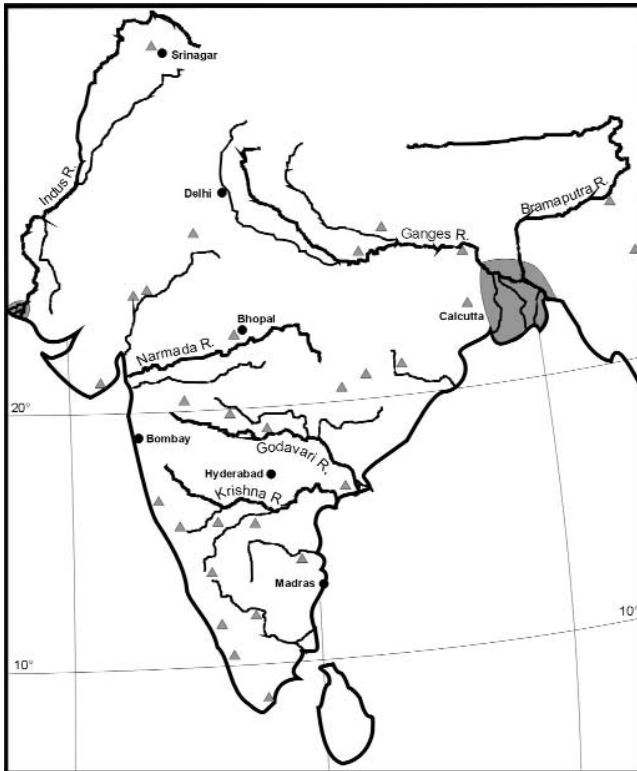 Srinagar
Indus R.
Delhi
Bramaputra R.
Ganges R.
Bhopal
Calcutta
Narmada R.
20°
Bombay
Godavari R.
Hyderabad
Krishna R.
Madras
10°
10°